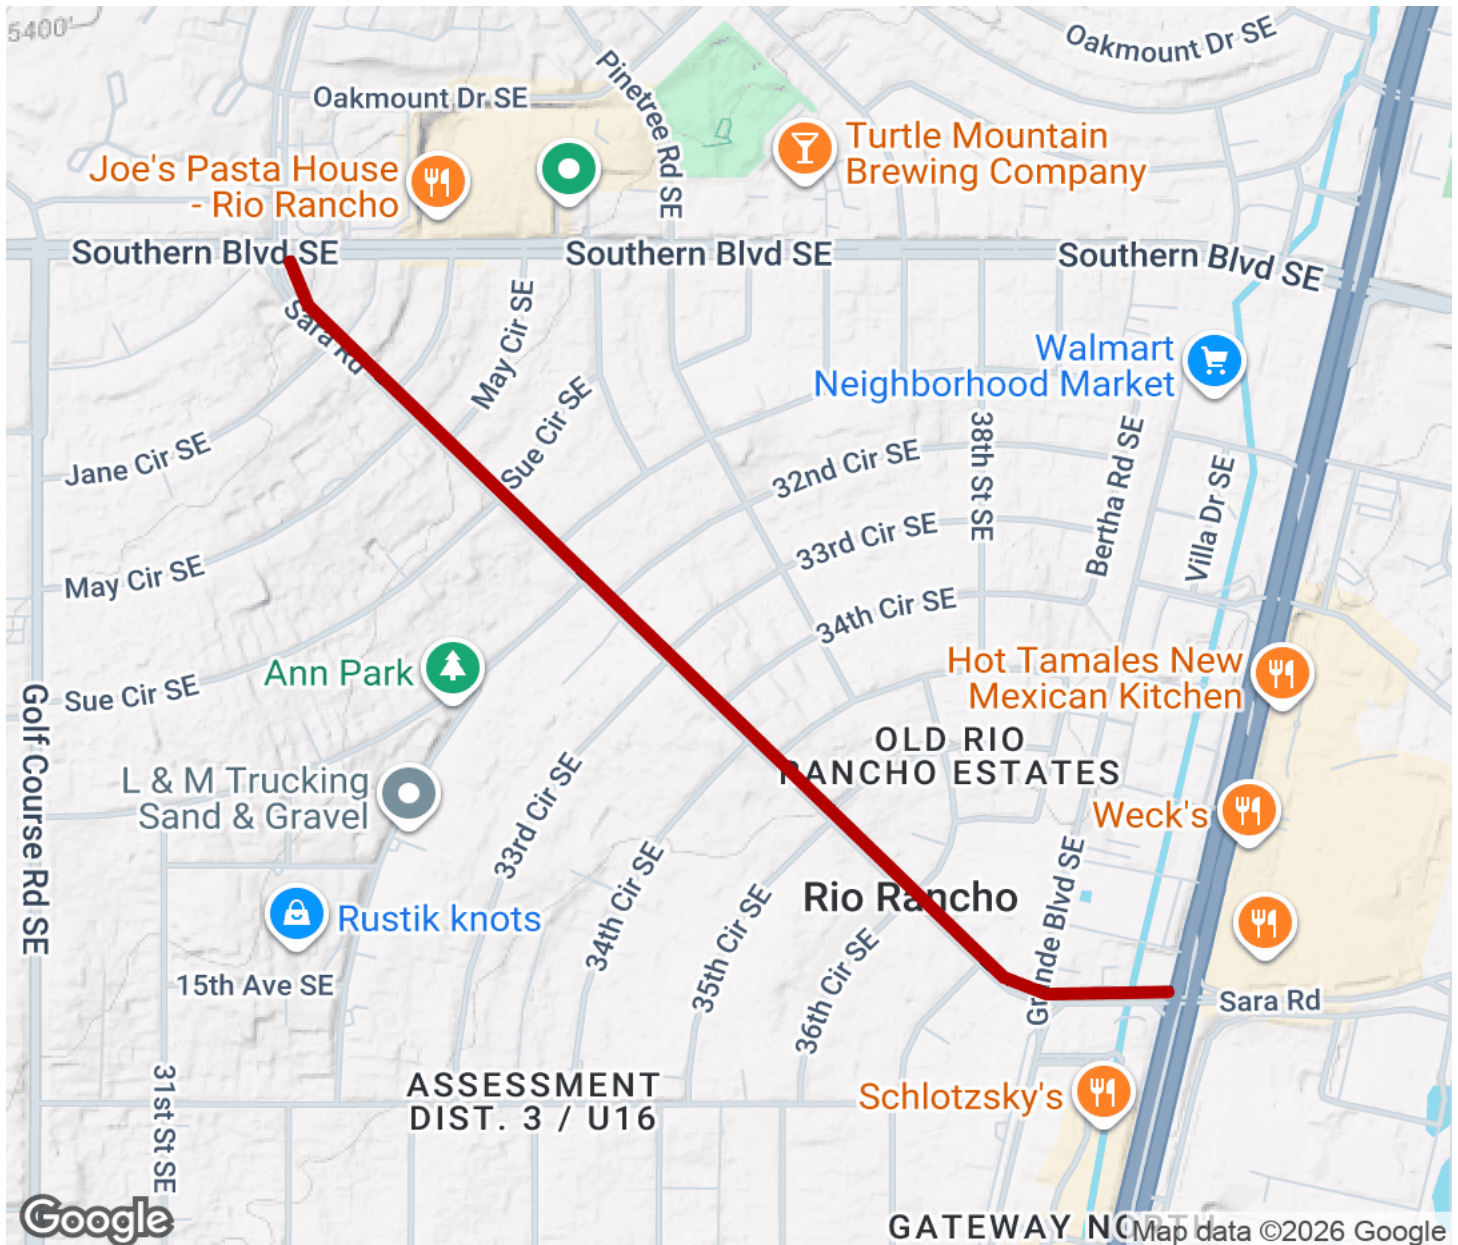 5400'
Oakmount Dr SE
Oakmount Dr SE
Pinetree Rd SE
Turtle Mountain
Brewing Company
Joe's Pasta House
- Rio Rancho
Southern Blvd SE
Southern Blvd SE
Southern Blvd SE
Sara Rd
May Cir SE
Walmart
Neighborhood Market
Sue Cir SE
Jane Cir SE
32nd Cir SE
38th St SE
Bertha Rd SE
Villa Dr SE
33rd Cir SE
May Cir SE
34th Cir SE
Ann Park
Hot Tamales New
Mexican Kitchen
Sue Cir SE
Golf Course Rd SE
OLD RIO
RANCHO ESTATES
L & M Trucking
Sand & Gravel
33rd Cir SE
Weck's
34th Cir SE
Rio Rancho
Grande Blvd SE
Rustik knots
35th Cir SE
36th Cir SE
15th Ave SE
Sara Rd
31st St SE
ASSESSMENT
DIST. 3 / U16
Schlotzsky's
Google
GATEWAY NORTH
Map data ©2026 Google